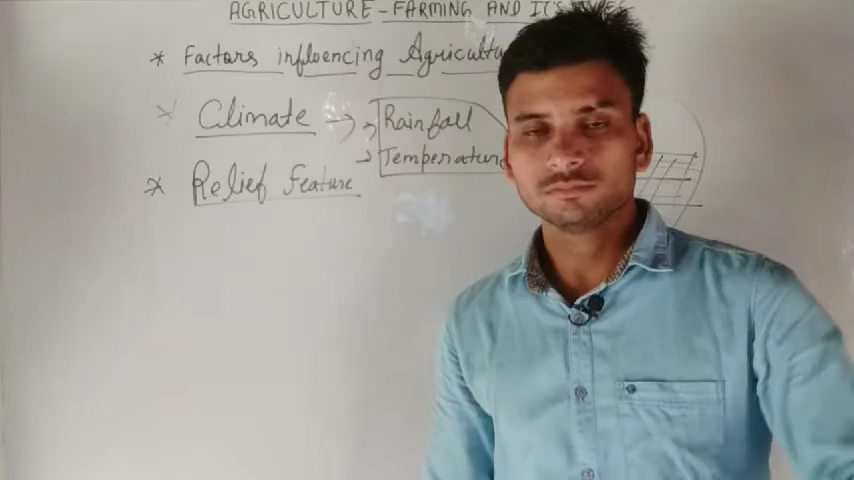 AGRICULTURE - FARMING AND IT'S
* Factors influencing Agricultu
* Climate → → Rainfall
→ Temperature
* Relief Feature